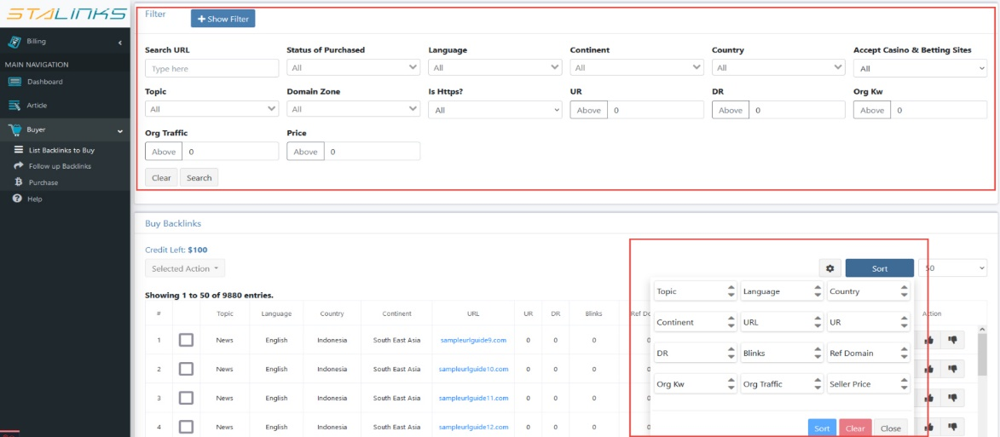 STALINKS
Billing
MAIN NAVIGATION
Dashboard
Article
Buyer
List Backlinks to Buy
Follow up Backlinks
Purchase
Help
Filter
Show Filter
Search URL Status of Purchased Language Continent Country Accept Casino & Betting Sites
Type here All All All All All
Topic Domain Zone Is Https? UR DR Org Kw
All All All Above 0 Above 0 Above 0
Org Traffic Price
Above 0 Above 0
Clear Search
Buy Backlinks
Credit Left: $100
Selected Action Sort 50
Showing 1 to 50 of 9880 entries.
# Topic Language Country Continent URL UR DR Blinks Ref Do Action
1 News English Indonesia South East Asia sampleurlguide9.com 0 0 0 0
2 News English Indonesia South East Asia sampleurlguide10.com 0 0 0 0
3 News English Indonesia South East Asia sampleurlguide11.com 0 0 0 0
4 News English Indonesia South East Asia sampleurlguide12.com 0 0 0 0
Topic Language Country
Continent URL UR
DR Blinks Ref Domain
Org Kw Org Traffic Seller Price
Sort Clear Close